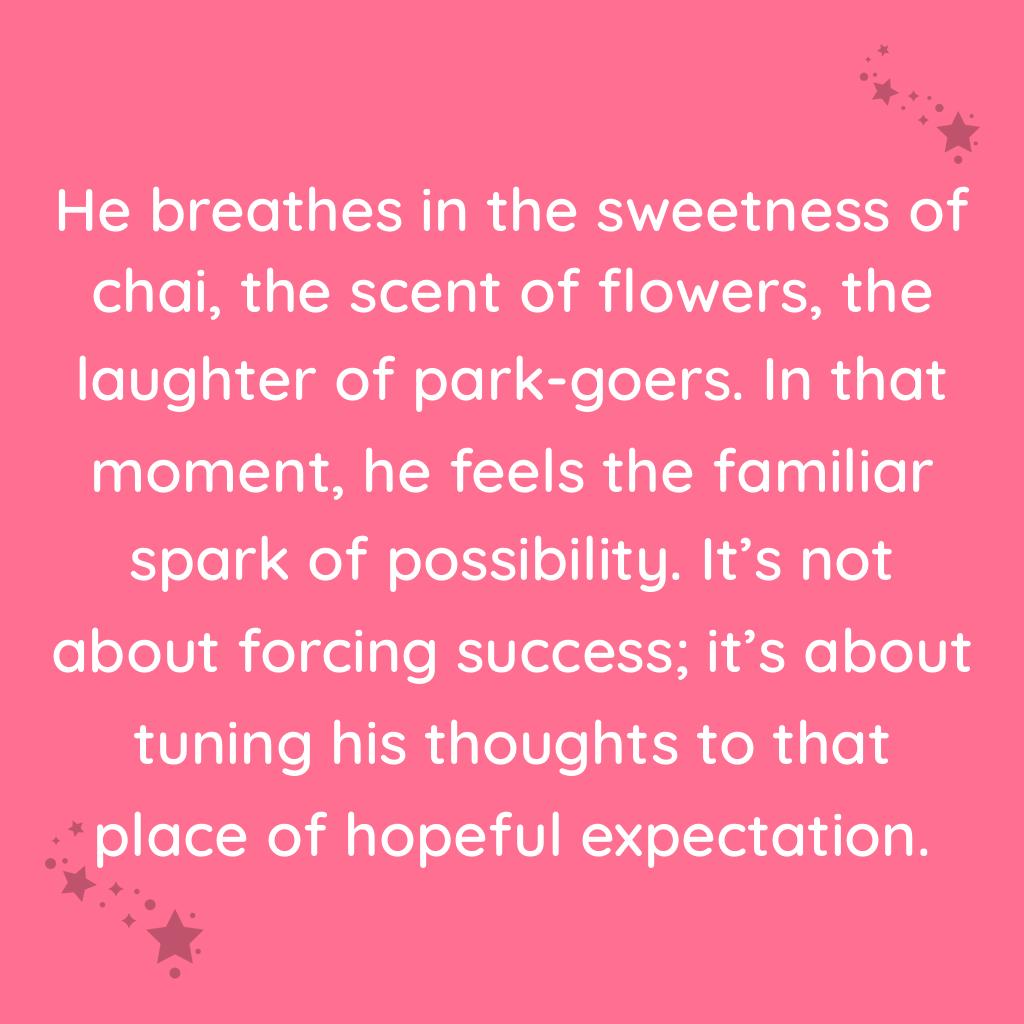 He breathes in the sweetness of
chai, the scent of flowers, the
laughter of park-goers. In that
moment, he feels the familiar
spark of possibility. It’s not
about forcing success; it’s about
tuning his thoughts to that
place of hopeful expectation.